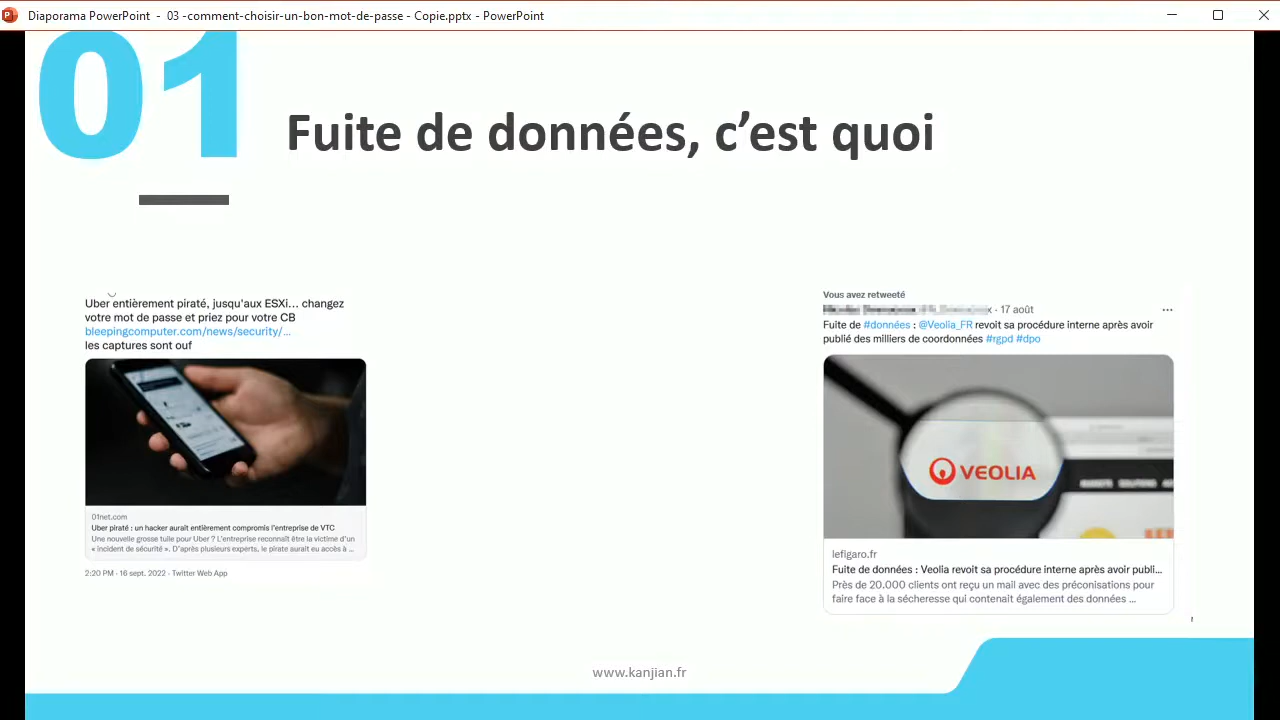 Diaporama PowerPoint - 03 -comment-choisir-un-bon-mot-de-passe - Copie.pptx - PowerPoint
01
Fuite de données, c’est quoi
Uber entièrement piraté, jusqu'aux ESXi... changez
votre mot de passe et priez pour votre CB
bleepingcomputer.com/news/security/...
les captures sont ouf
01net.com
Uber piraté : un hacker aurait entièrement compromis l'entreprise de VTC
Une nouvelle grosse tuile pour Uber ? L'entreprise reconnaît être la victime d'un
« incident de sécurité ». D'après plusieurs experts, le pirate aurait eu accès à ...
2:20 PM · 16 sept. 2022 · Twitter Web App
Vous avez retweeté
· 17 août
Fuite de #données : @Veolia_FR revoit sa procédure interne après avoir
publié des milliers de coordonnées #rgpd #dpo
VEOLIA
lefigaro.fr
Fuite de données : Veolia revoit sa procédure interne après avoir publi...
Près de 20.000 clients ont reçu un mail avec des préconisations pour
faire face à la sécheresse qui contenait également des données ...
www.kanjian.fr